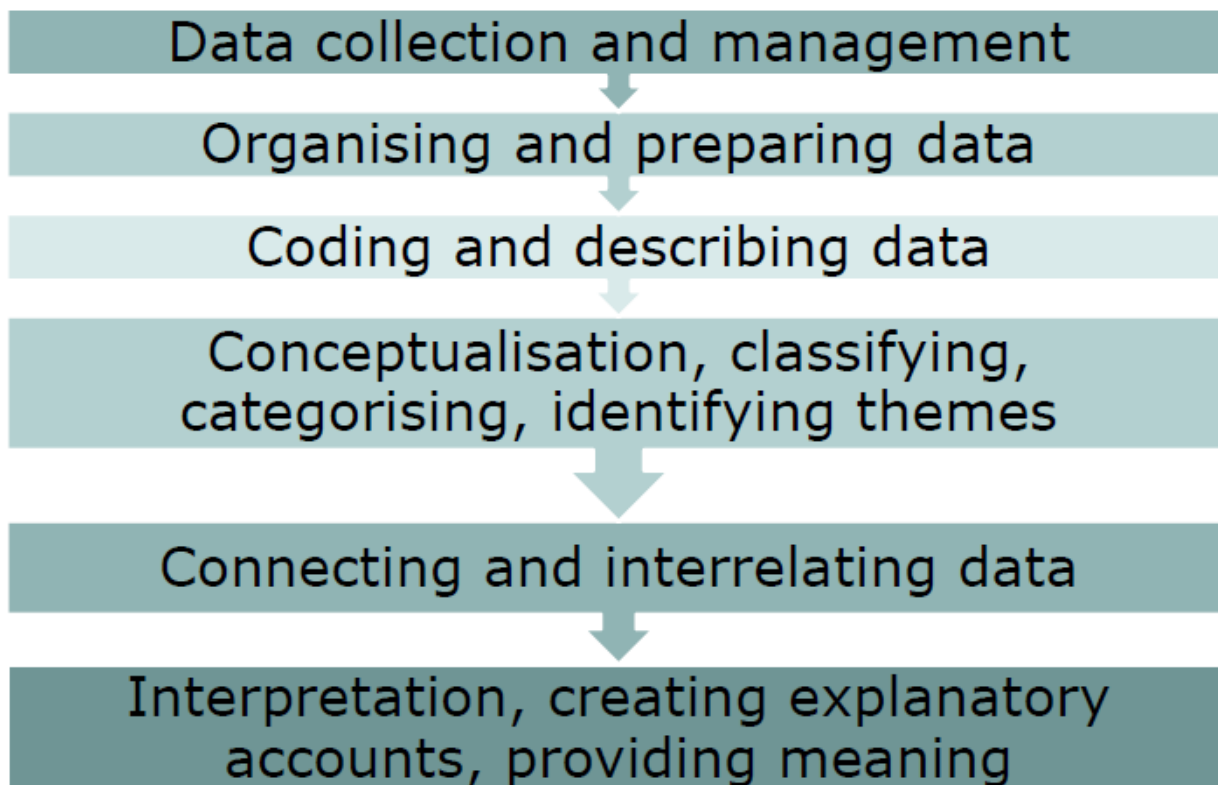 Data collection and management
Organising and preparing data
Coding and describing data
Conceptualisation, classifying,
categorising, identifying themes
Connecting and interrelating data
Interpretation, creating explanatory
accounts, providing meaning